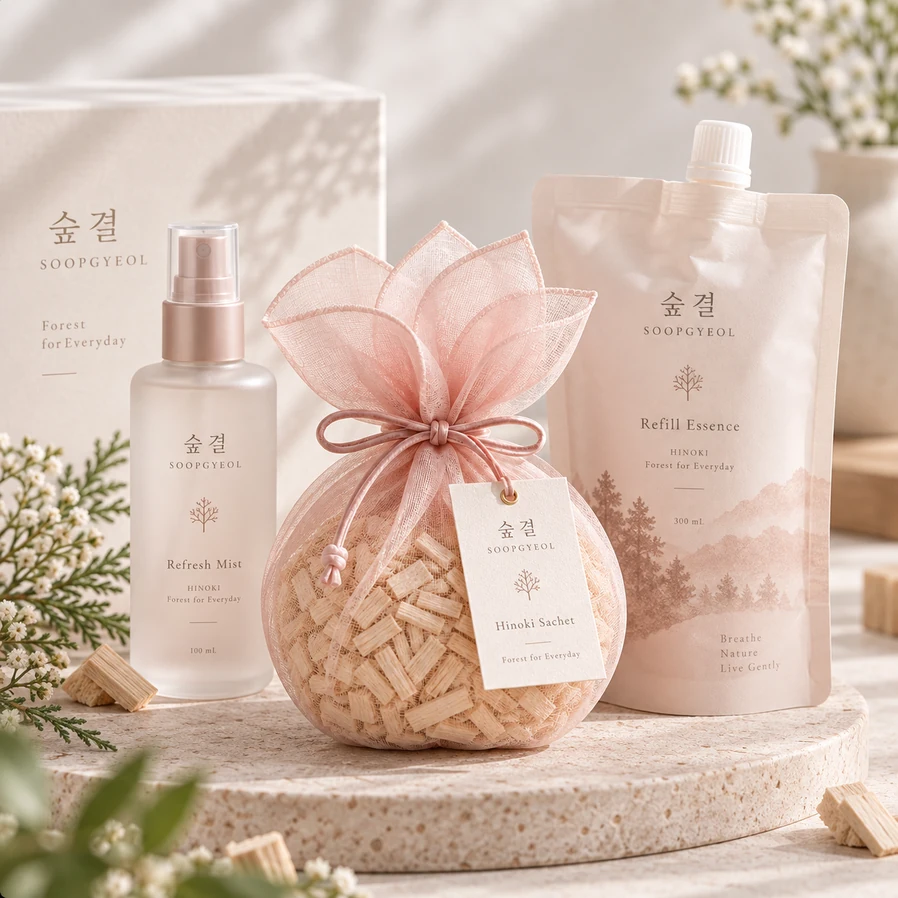 숲결
SOOPGYEOL
Forest
for Everyday
숲결
SOOPGYEOL
Refresh Mist
HINOKI
Forest for Everyday
100 mL
숲결
SOOPGYEOL
Hinoki Sachet
Forest for Everyday
숲결
SOOPGYEOL
Refill Essence
HINOKI
Forest for Everyday
300 mL
Breathe
Nature
Live Gently